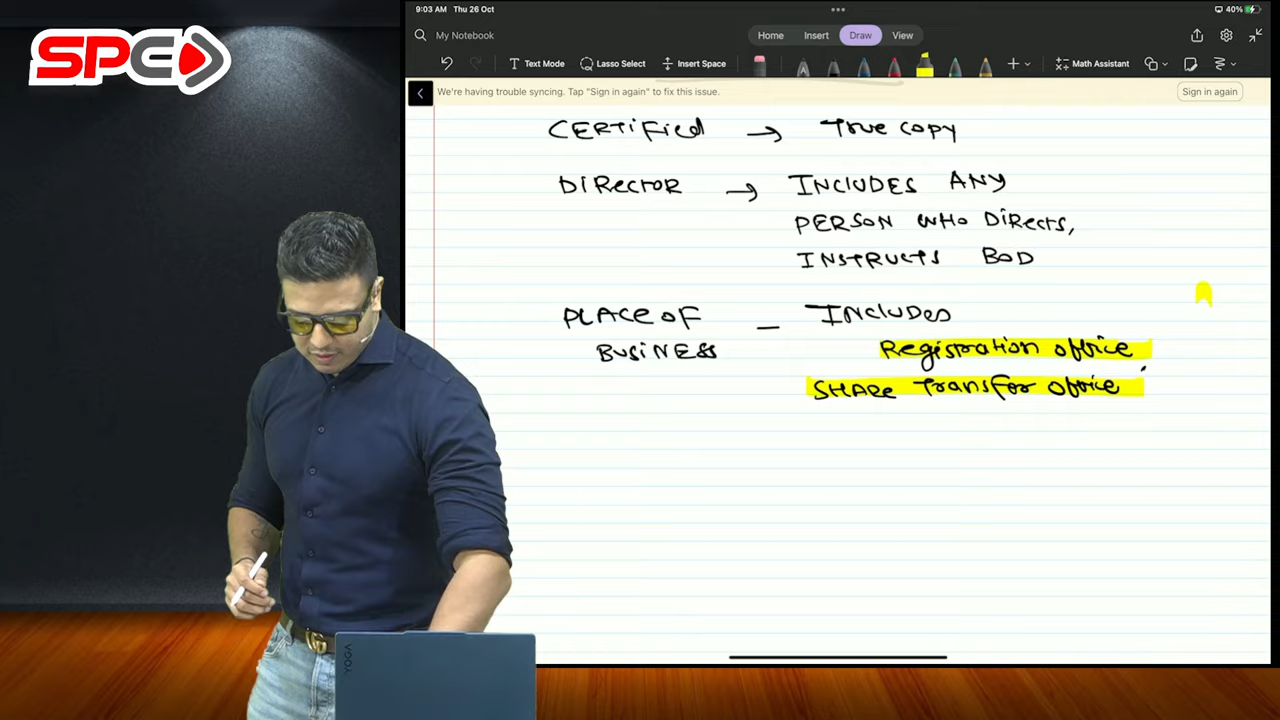 SPE
9:03 AM Thu 26 Oct
40%
My Notebook
Home Insert Draw View
Text Mode Lasso Select Insert Space Math Assistant
We're having trouble syncing. Tap "Sign in again" to fix this issue. Sign in again
CERTiFied → True copy
DiRECTOR → INCLUDES ANY
PERSON WHO DiRects,
INSTRUCTS BOD
PLACE OF – INCLUDES
BUSiNESS Registration office
SHARe Transfer office
YOGA